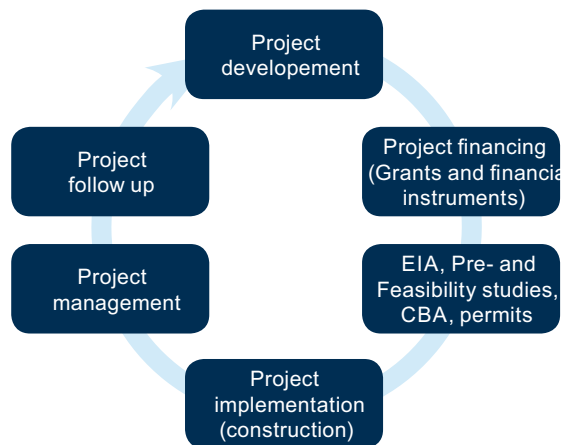 Project
developement
Project financing
(Grants and financia
instruments)
EIA, Pre- and
Feasibility studies,
CBA, permits
Project
implementation
(construction)
Project
management
Project
follow up